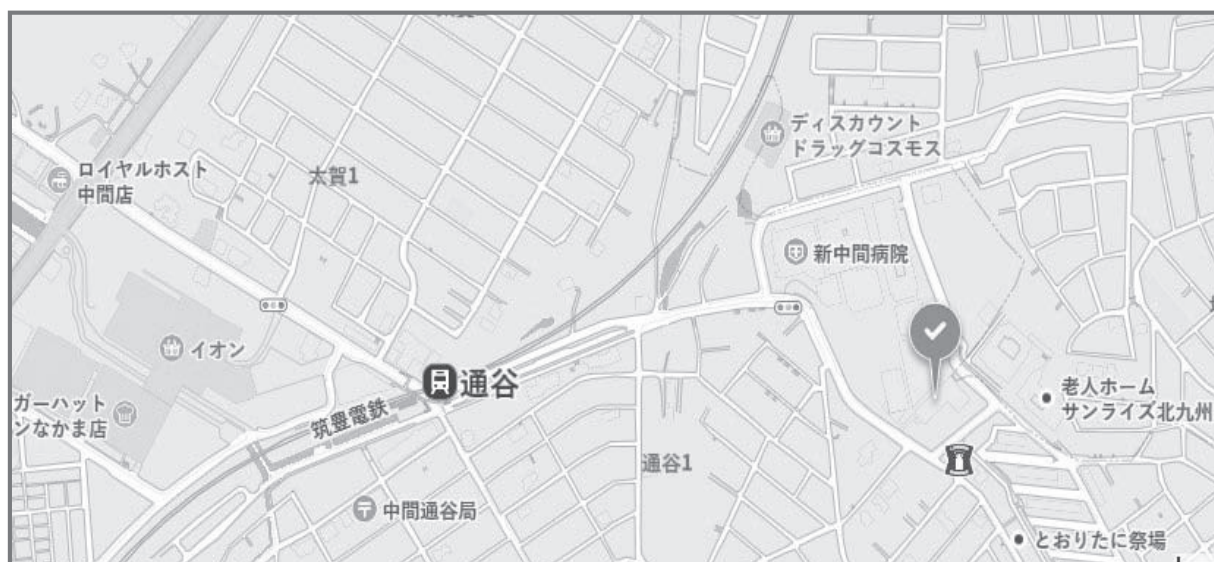 ディスカウント
ドラッグコスモス
ロイヤルホスト
中間店
太賀1
新中間病院
イオン
通谷
老人ホーム
サンライズ北九州
ガーハット
ンなかま店
筑豊電鉄
通谷1
中間通谷局
とおりたに祭場